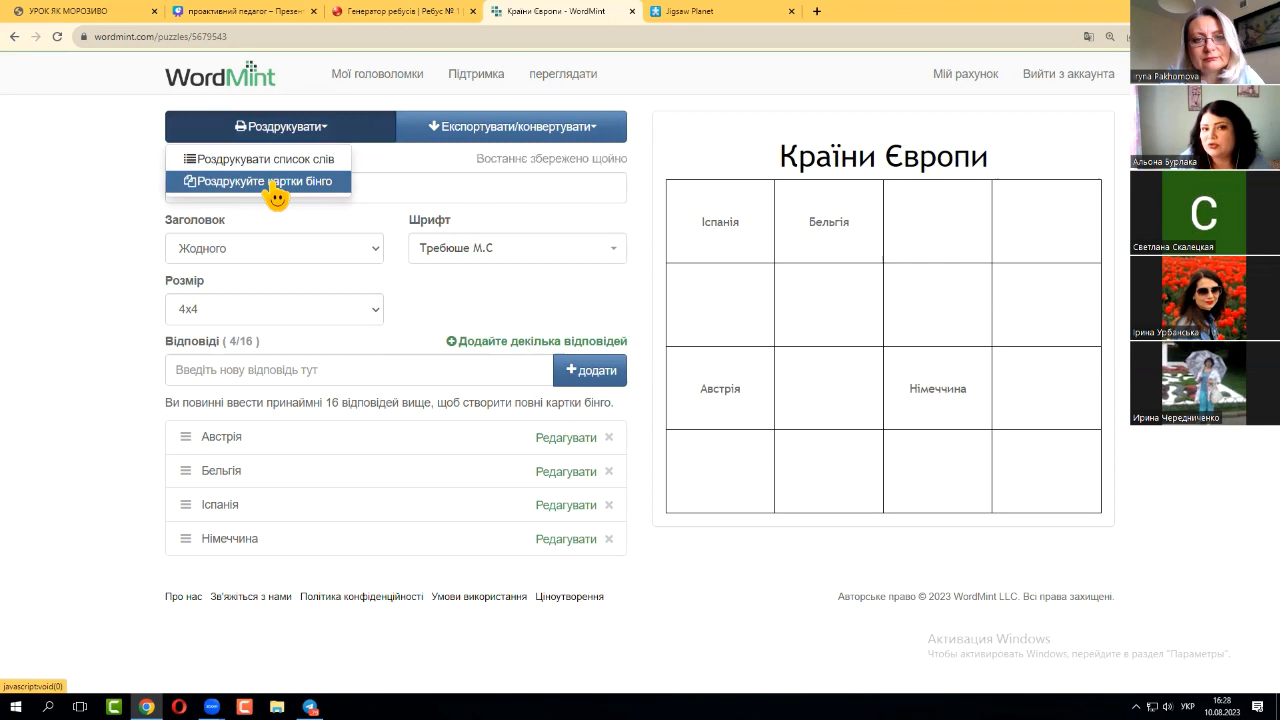 УРОК ЯК МОРОЗИВО
проактивний педагог – Презент
Генератор ребусів | Ребус № 1
Країни Європи - WordMint
Jigsaw Planet
wordmint.com/puzzles/5679543
WordMint
Мої головоломки
Підтримка
переглядати
Мій рахунок
Вийти з аккаунта
Роздрукувати
Експортувати/конвертувати
Роздрукувати список слів
Роздрукуйте картки бінго
Востаннє збережено щойно
Заголовок
Шрифт
Жодного
Требюше М.С
Розмір
4x4
Відповіді ( 4/16 )
Додайте декілька відповідей
Введіть нову відповідь тут
додати
Ви повинні ввести принаймні 16 відповідей вище, щоб створити повні картки бінго.
Австрія
Редагувати
Бельгія
Редагувати
Іспанія
Редагувати
Німеччина
Редагувати
Країни Європи
Іспанія
Бельгія
Австрія
Німеччина
Про нас
Зв'яжіться з нами
Політика конфіденційності
Умови використання
Ціноутворення
Авторське право © 2023 WordMint LLC. Всі права захищені.
Активация Windows
Чтобы активировать Windows, перейдите в раздел "Параметры".
javascript:void(0)
Iryna Pakhomova
Альона Бурлака
С
Светлана Скалецкая
Ірина Урбанська
Ирина Чередниченко
УКР
16:28
10.08.2023